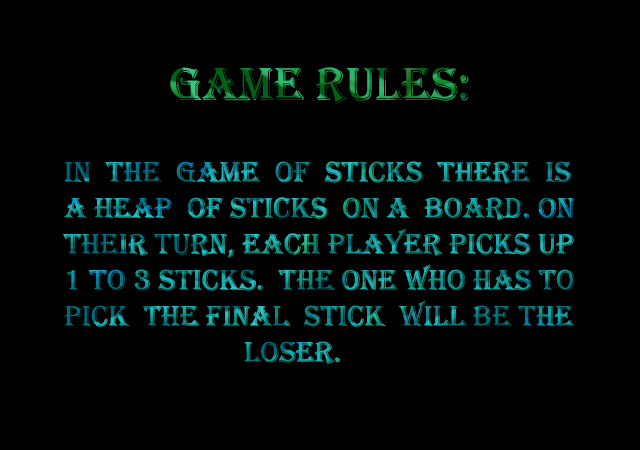 GAME RULES:
IN THE GAME OF STICKS THERE IS
A HEAP OF STICKS ON A BOARD. ON
THEIR TURN, EACH PLAYER PICKS UP
1 TO 3 STICKS. THE ONE WHO HAS TO
PICK THE FINAL STICK WILL BE THE
LOSER.